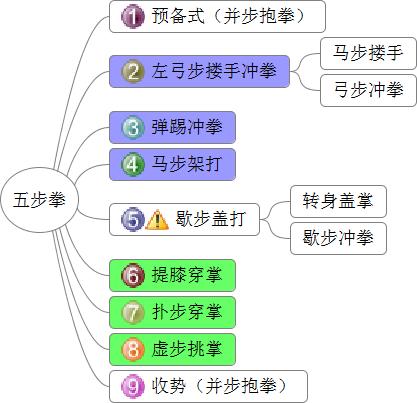 五步拳
1 预备式（并步抱拳）
2 左弓步搂手冲拳
马步搂手
弓步冲拳
3 弹踢冲拳
4 马步架打
5 歇步盖打
转身盖掌
歇步冲拳
6 提膝穿掌
7 扑步穿掌
8 虚步挑掌
9 收势（并步抱拳）